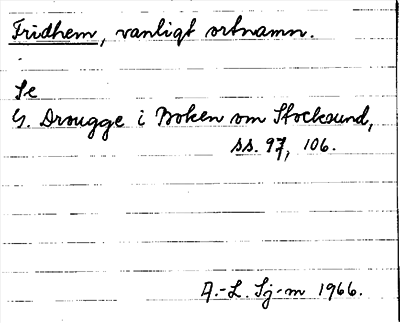 Fridhem, vanligt ortnamn.
Se
G. Drougge i Boken om Stocksund,
ss. 97, 106.
A.-L. Sj-m 1966.